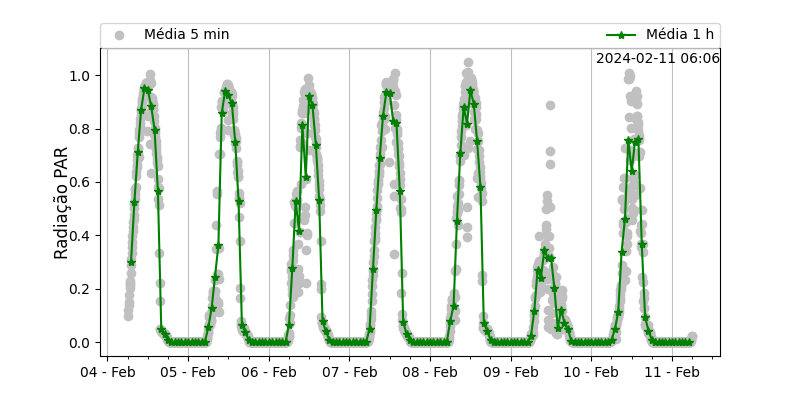 Média 5 min
Média 1 h
2024-02-11 06:06
Radiação PAR
1.0
0.8
0.6
0.4
0.2
0.0
04 - Feb
05 - Feb
06 - Feb
07 - Feb
08 - Feb
09 - Feb
10 - Feb
11 - Feb